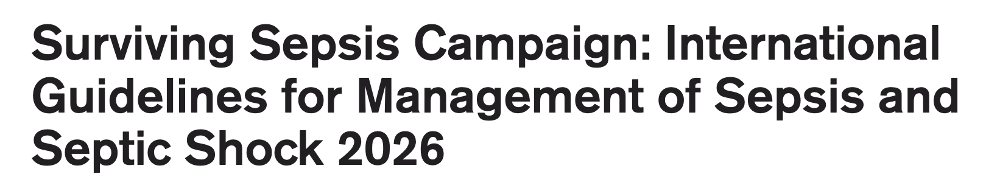 Surviving Sepsis Campaign: International
Guidelines for Management of Sepsis and
Septic Shock 2026